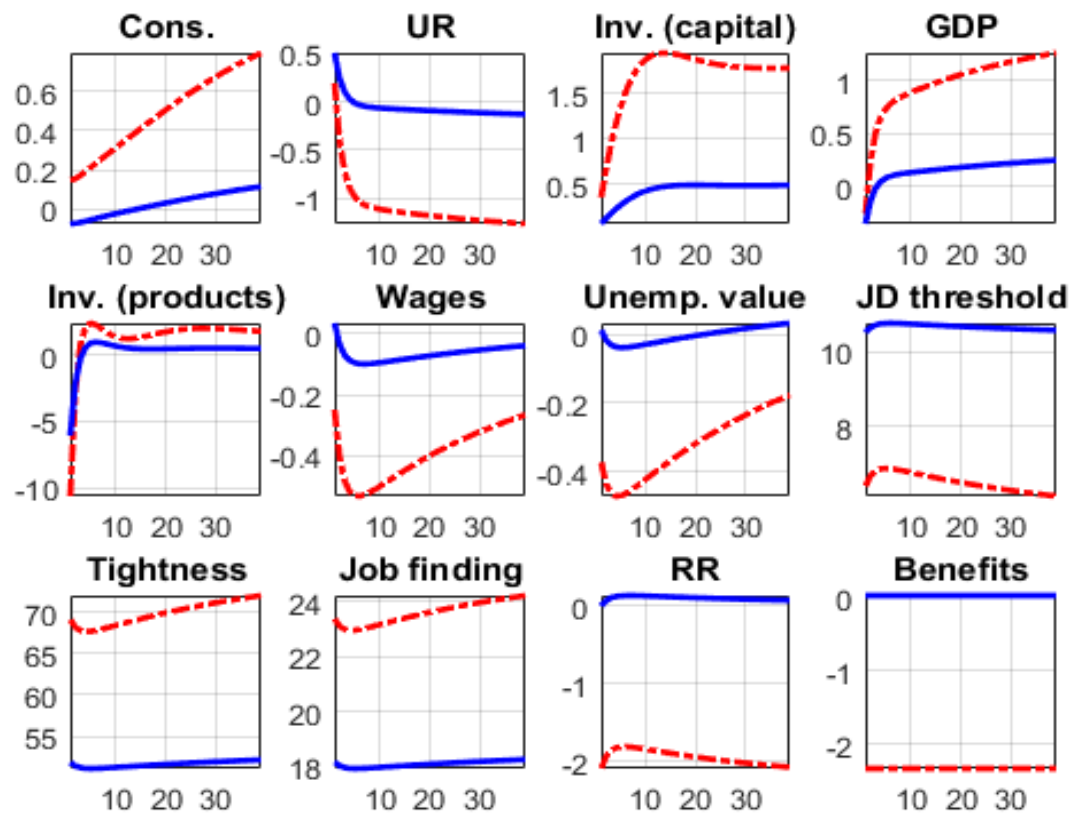 Cons. UR Inv. (capital) GDP
0.6 0.4 0.2 0
0.5 0 -0.5 -1
1.5 1 0.5
1 0.5 0
10 20 30 10 20 30 10 20 30 10 20 30
Inv. (products) Wages Unemp. value JD threshold
0 -5 -10
0 -0.2 -0.4
0 -0.2 -0.4
10 8
10 20 30 10 20 30 10 20 30 10 20 30
Tightness Job finding RR Benefits
70 65 60 55
24 22 20 18
0 -1 -2
0 -1 -2
10 20 30 10 20 30 10 20 30 10 20 30